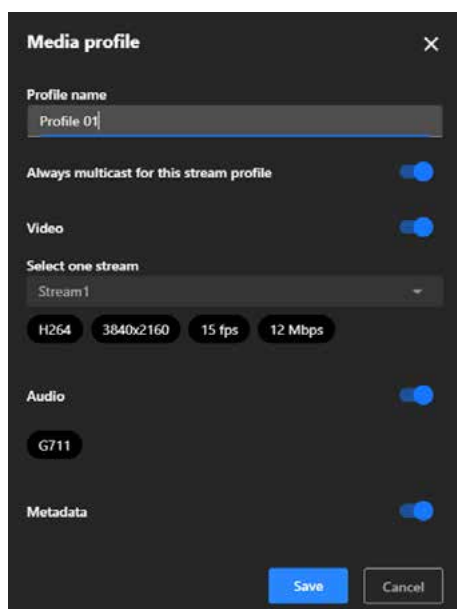 Media profile
Profile name
Profile 01
Always multicast for this stream profile
Video
Select one stream
Stream1
H264 3840x2160 15 fps 12 Mbps
Audio
G711
Metadata
Save Cancel